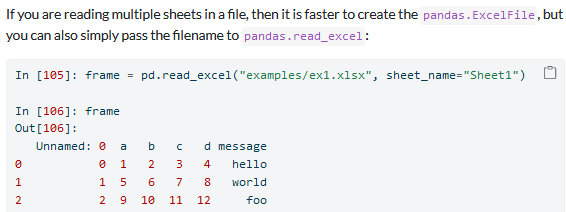 If you are reading multiple sheets in a file, then it is faster to create the pandas.ExcelFile, but
you can also simply pass the filename to pandas.read_excel:
In [105]: frame = pd.read_excel("examples/ex1.xlsx", sheet_name="Sheet1")
In [106]: frame
Out[106]:
   Unnamed: 0  a   b   c   d message
0           0  1   2   3   4   hello
1           1  5   6   7   8   world
2           2  9  10  11  12     foo